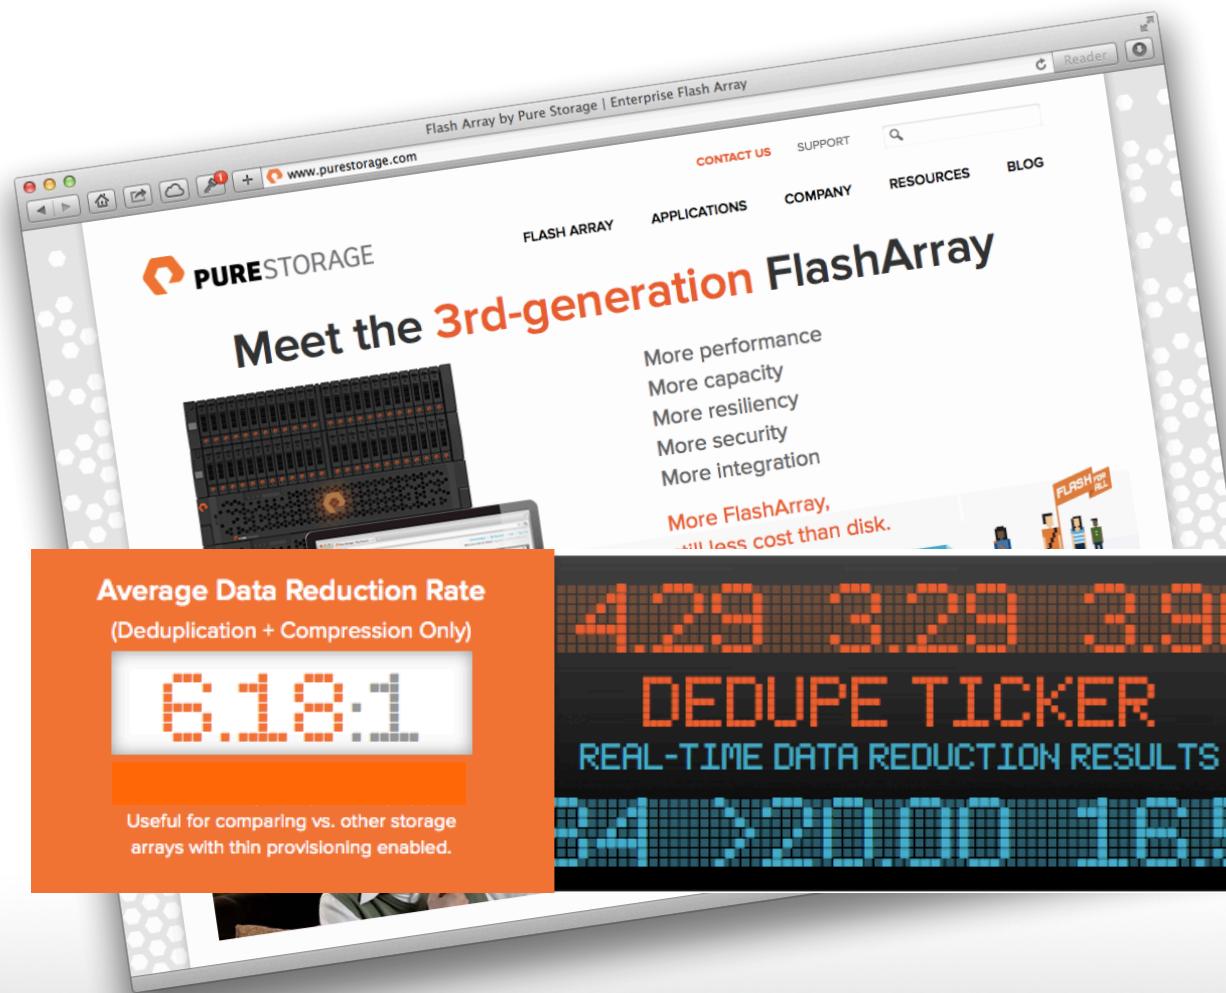 Flash Array by Pure Storage | Enterprise Flash Array
Reader
1
www.purestorage.com
CONTACT US
SUPPORT
PURESTORAGE
FLASH ARRAY
APPLICATIONS
COMPANY
RESOURCES
BLOG
Meet the 3rd-generation FlashArray
More performance
More capacity
More resiliency
More security
More integration
More FlashArray,
still less cost than disk.
FLASH FOR ALL
Average Data Reduction Rate
(Deduplication + Compression Only)
6.18:1
Useful for comparing vs. other storage
arrays with thin provisioning enabled.
4.29 3.29
DEDUPE TICKER
REAL-TIME DATA REDUCTION RESULTS
>20.00